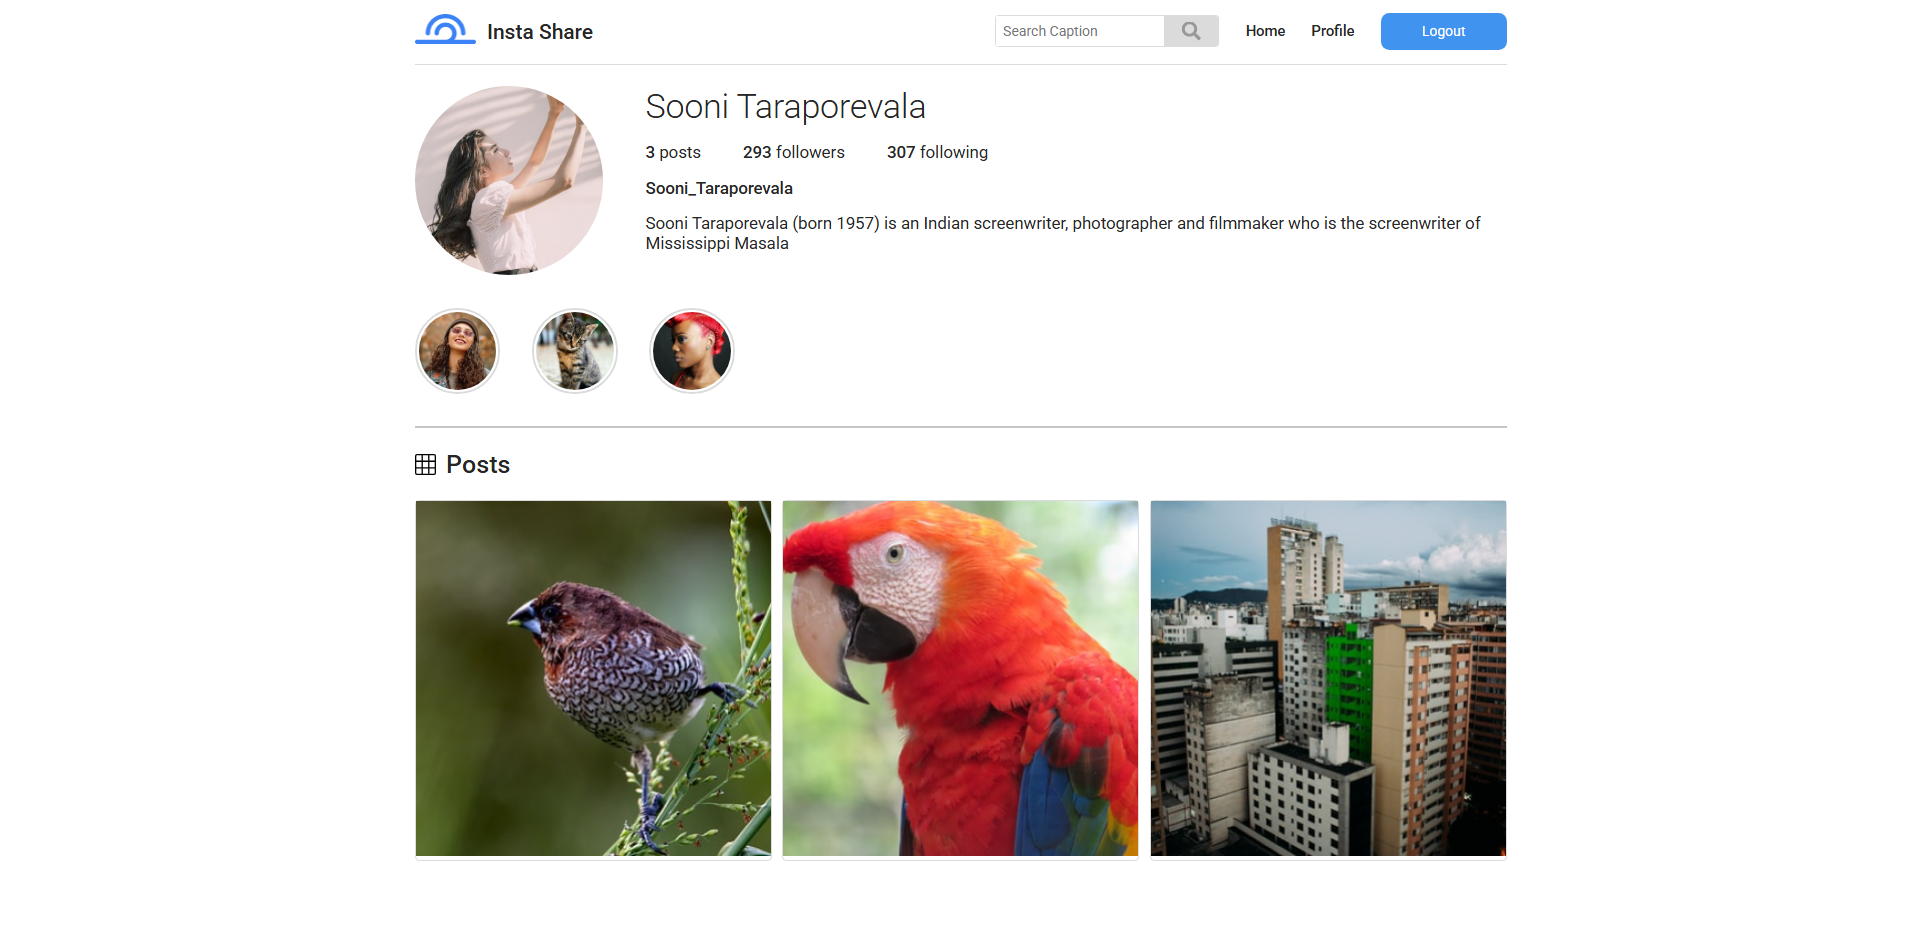 Insta Share
Search Caption
Home
Profile
Logout
Sooni Taraporevala
3 posts
293 followers
307 following
Sooni_Taraporevala
Sooni Taraporevala (born 1957) is an Indian screenwriter, photographer and filmmaker who is the screenwriter of
Mississippi Masala
Posts